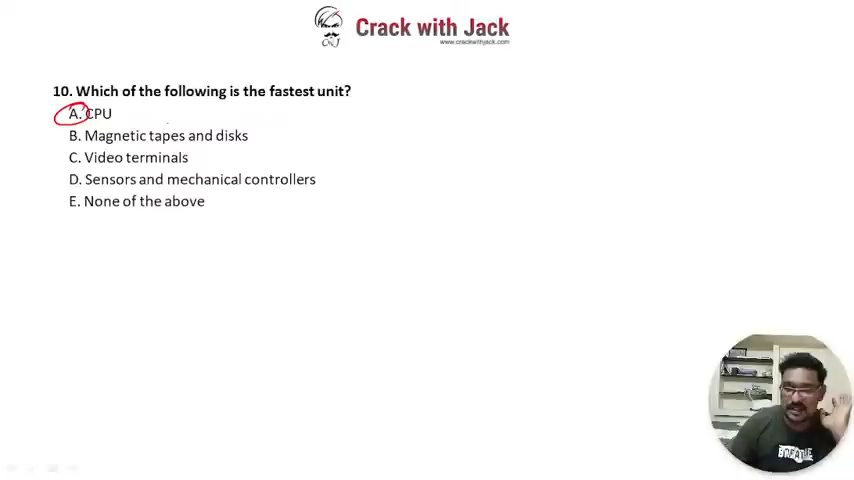 Crack with Jack
CWJ
www.crackwithjack.com
10. Which of the following is the fastest unit?
A. CPU
B. Magnetic tapes and disks
C. Video terminals
D. Sensors and mechanical controllers
E. None of the above